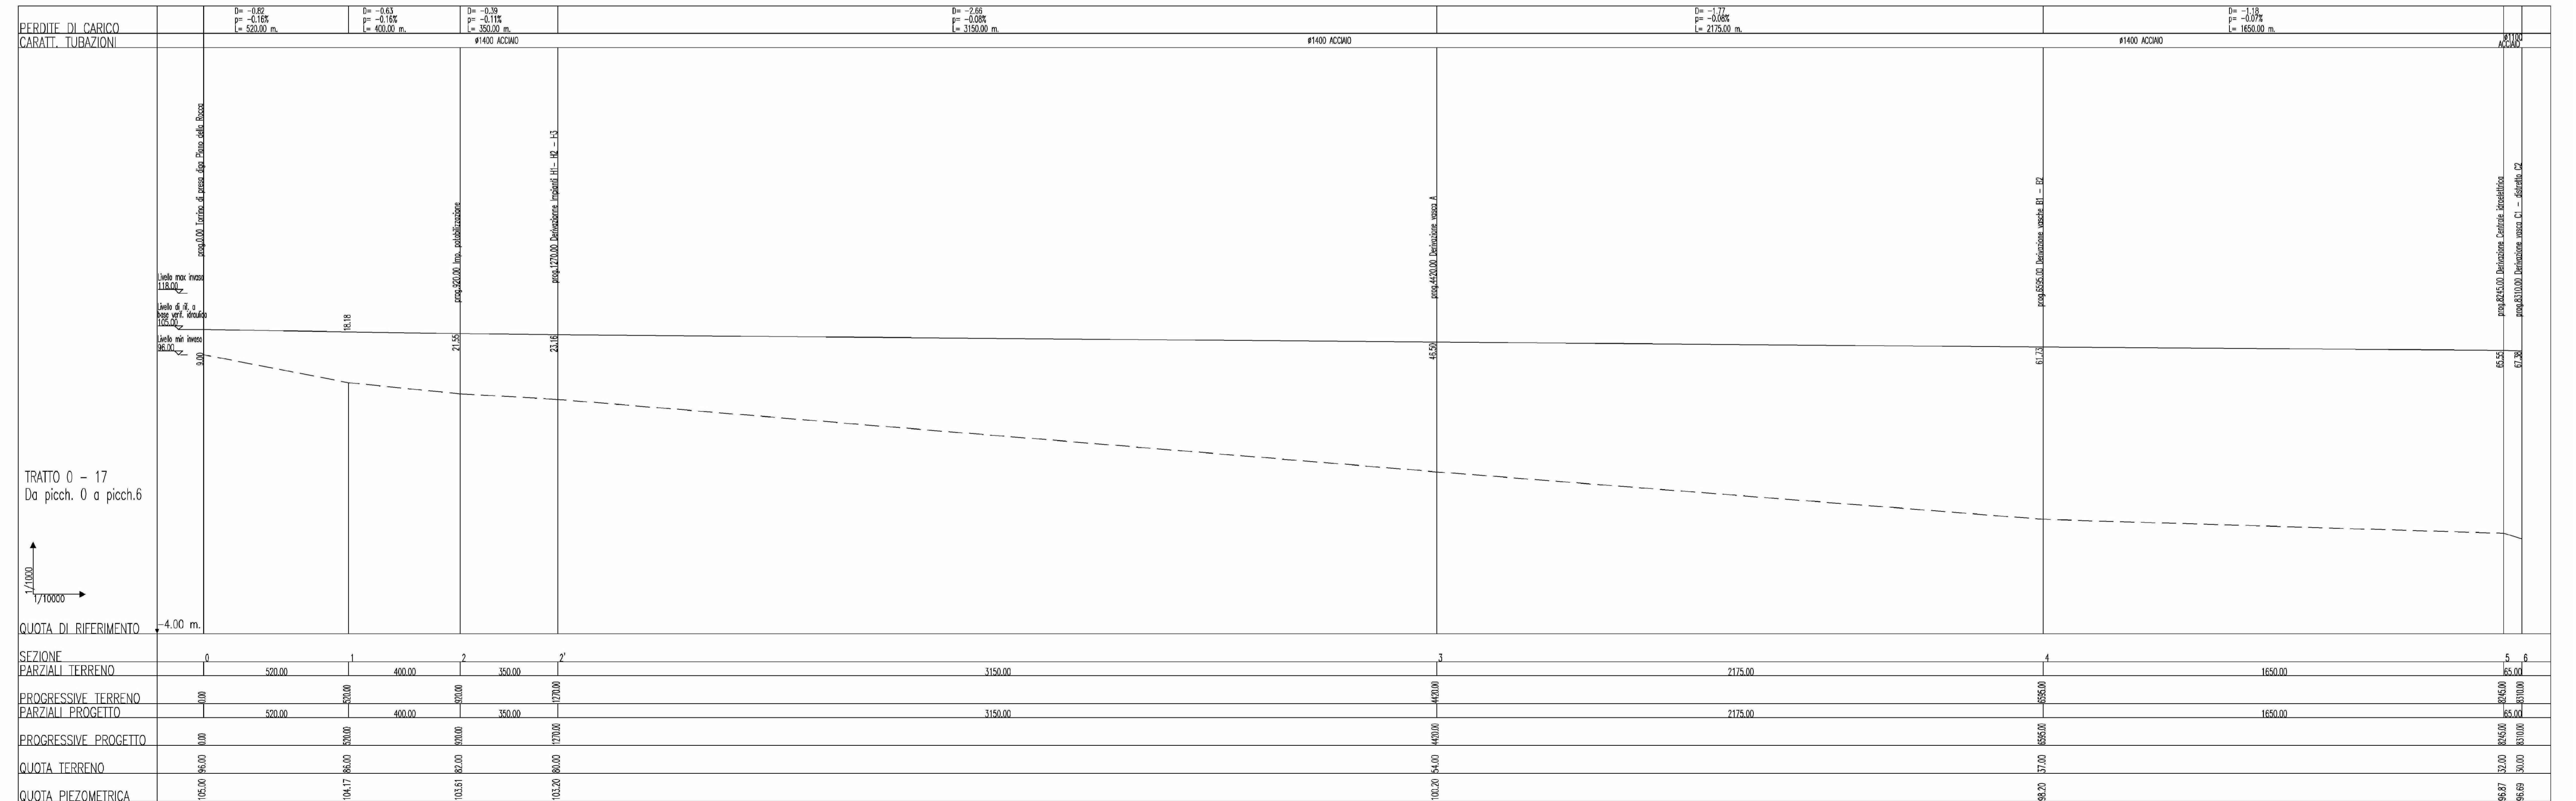 PERDITE DI CARICO
D= -0.82
p= -0.16%
L= 520.00 m.
D= -0.63
p= -0.16%
L= 400.00 m.
D= -0.39
p= -0.11%
L= 350.00 m.
D= -2.66
p= -0.08%
L= 3150.00 m.
D= -1.77
p= -0.08%
L= 2175.00 m.
D= -1.18
p= -0.07%
L= 1650.00 m.
CARATT. TUBAZIONI
ø1400 ACCIAIO
ø1400 ACCIAIO
ø1400 ACCIAIO
ø1100
ACCIAIO
prog.0.00 Torrino di presa diga Piano della Rocca
prog.920.00 Imp. potabilizzazione
prog.1270.00 Derivazione impianti H1- H2 - H3
prog.4420.00 Derivazione vasca A
prog.6595.00 Derivazione vasche B1 - B2
prog.8245.00 Derivazione Centrale idroelettrica
prog.8310.00 Derivazione vasca C1 - distretto C2
Livello max invaso
118.00
Livello di rif. a
base verif. idraulica
105.00
Livello min invaso
96.00
9.00
18.18
21.55
23.16
46.50
61.73
65.55
67.38
TRATTO 0 - 17
Da picch. 0 a picch.6
1/1000
1/10000
QUOTA DI RIFERIMENTO
-4.00 m.
SEZIONE
0 1 2 2' 3 4 5 6
PARZIALI TERRENO
520.00 400.00 350.00 3150.00 2175.00 1650.00 65.00
PROGRESSIVE TERRENO
0.00 520.00 920.00 1270.00 4420.00 6595.00 8245.00 8310.00
PARZIALI PROGETTO
520.00 400.00 350.00 3150.00 2175.00 1650.00 65.00
PROGRESSIVE PROGETTO
0.00 520.00 920.00 1270.00 4420.00 6595.00 8245.00 8310.00
QUOTA TERRENO
96.00 86.00 82.00 80.00 54.00 37.00 32.00 30.00
QUOTA PIEZOMETRICA
105.00 104.17 103.61 103.20 100.20 98.20 96.87 96.69